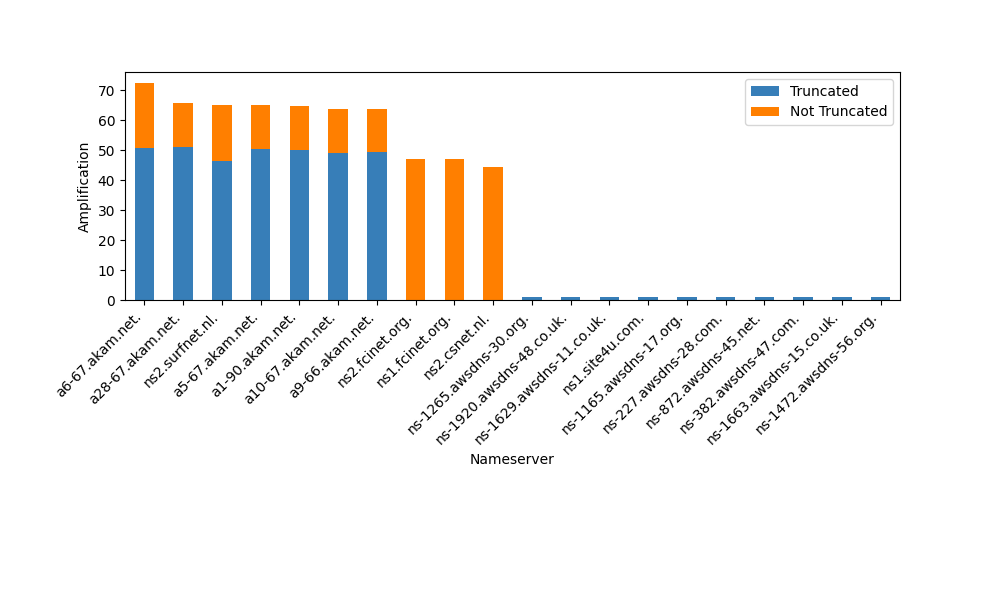 Truncated
Not Truncated
70
60
50
40
30
20
10
0
Amplification
a6-67.akam.net.
a28-67.akam.net.
ns2.surfnet.nl.
a5-67.akam.net.
a1-90.akam.net.
a10-67.akam.net.
a9-66.akam.net.
ns2.fcinet.org.
ns1.fcinet.org.
ns2.csnet.nl.
ns-1265.awsdns-30.org.
ns-1920.awsdns-48.co.uk.
ns-1629.awsdns-11.co.uk.
ns1.site4u.com.
ns-1165.awsdns-17.org.
ns-227.awsdns-28.com.
ns-872.awsdns-45.net.
ns-382.awsdns-47.com.
ns-1663.awsdns-15.co.uk.
ns-1472.awsdns-56.org.
Nameserver